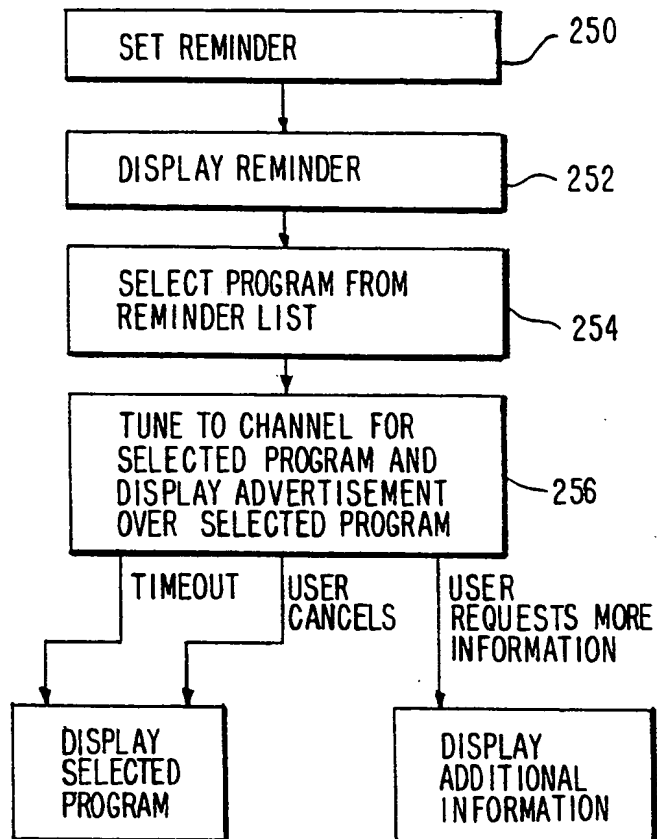 SET REMINDER
250
DISPLAY REMINDER
252
SELECT PROGRAM FROM
REMINDER LIST
254
TUNE TO CHANNEL FOR
SELECTED PROGRAM AND
DISPLAY ADVERTISEMENT
OVER SELECTED PROGRAM
256
TIMEOUT
USER
CANCELS
USER
REQUESTS MORE
INFORMATION
DISPLAY
SELECTED
PROGRAM
DISPLAY
ADDITIONAL
INFORMATION